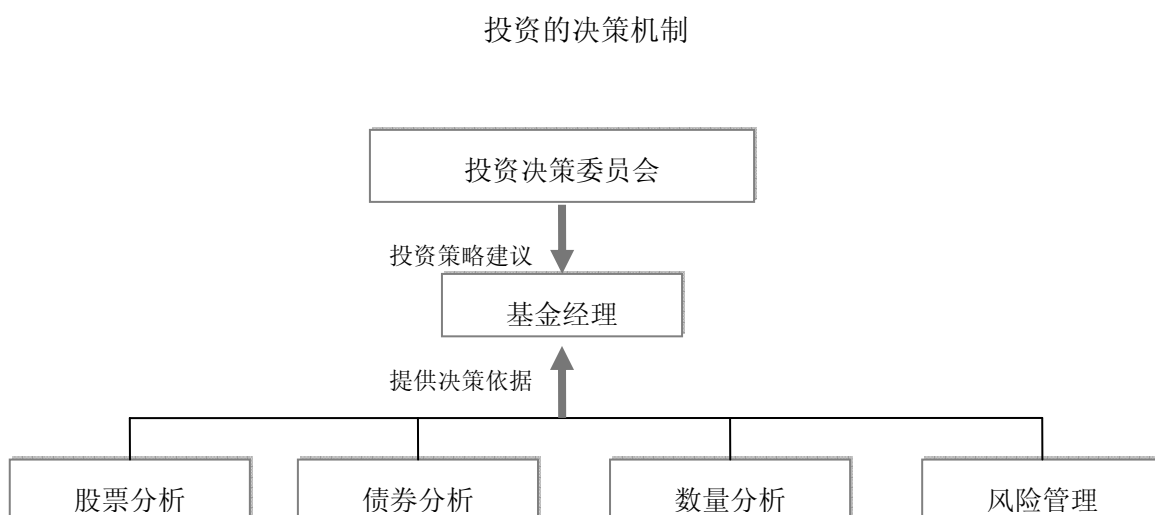 投资的决策机制
投资决策委员会
投资策略建议
基金经理
提供决策依据
股票分析
债券分析
数量分析
风险管理